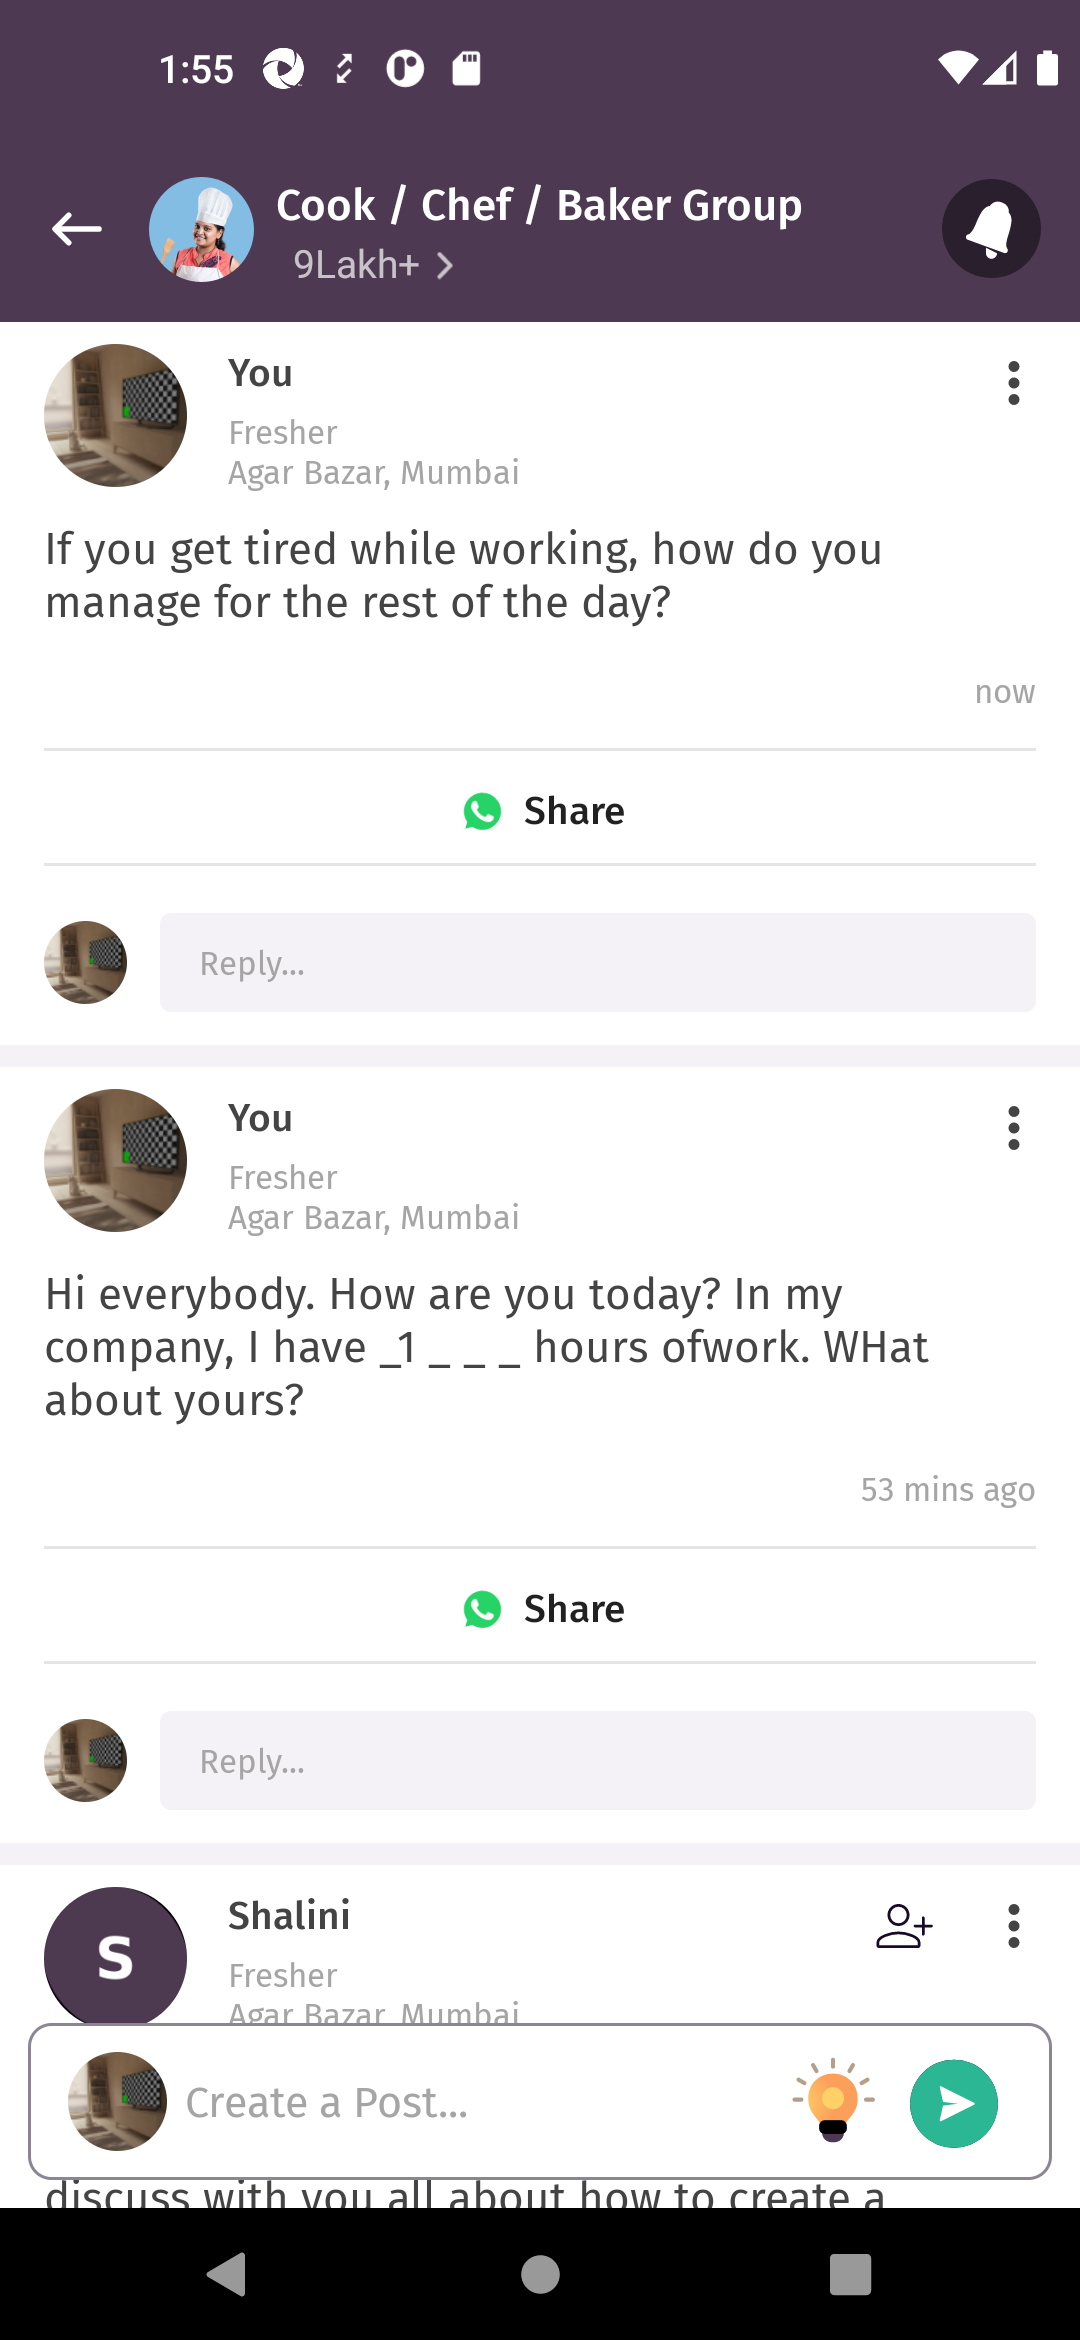 1:55
Cook / Chef / Baker Group
9Lakh+
You
Fresher
Agar Bazar, Mumbai
If you get tired while working, how do you
manage for the rest of the day?
now
Share
Reply...
You
Fresher
Agar Bazar, Mumbai
Hi everybody. How are you today? In my
company, I have _1 _ _ _ hours ofwork. WHat
about yours?
53 mins ago
Share
Reply...
Shalini
Fresher
Agar Bazar, Mumbai
S
Create a Post...
discuss with you all about how to create a